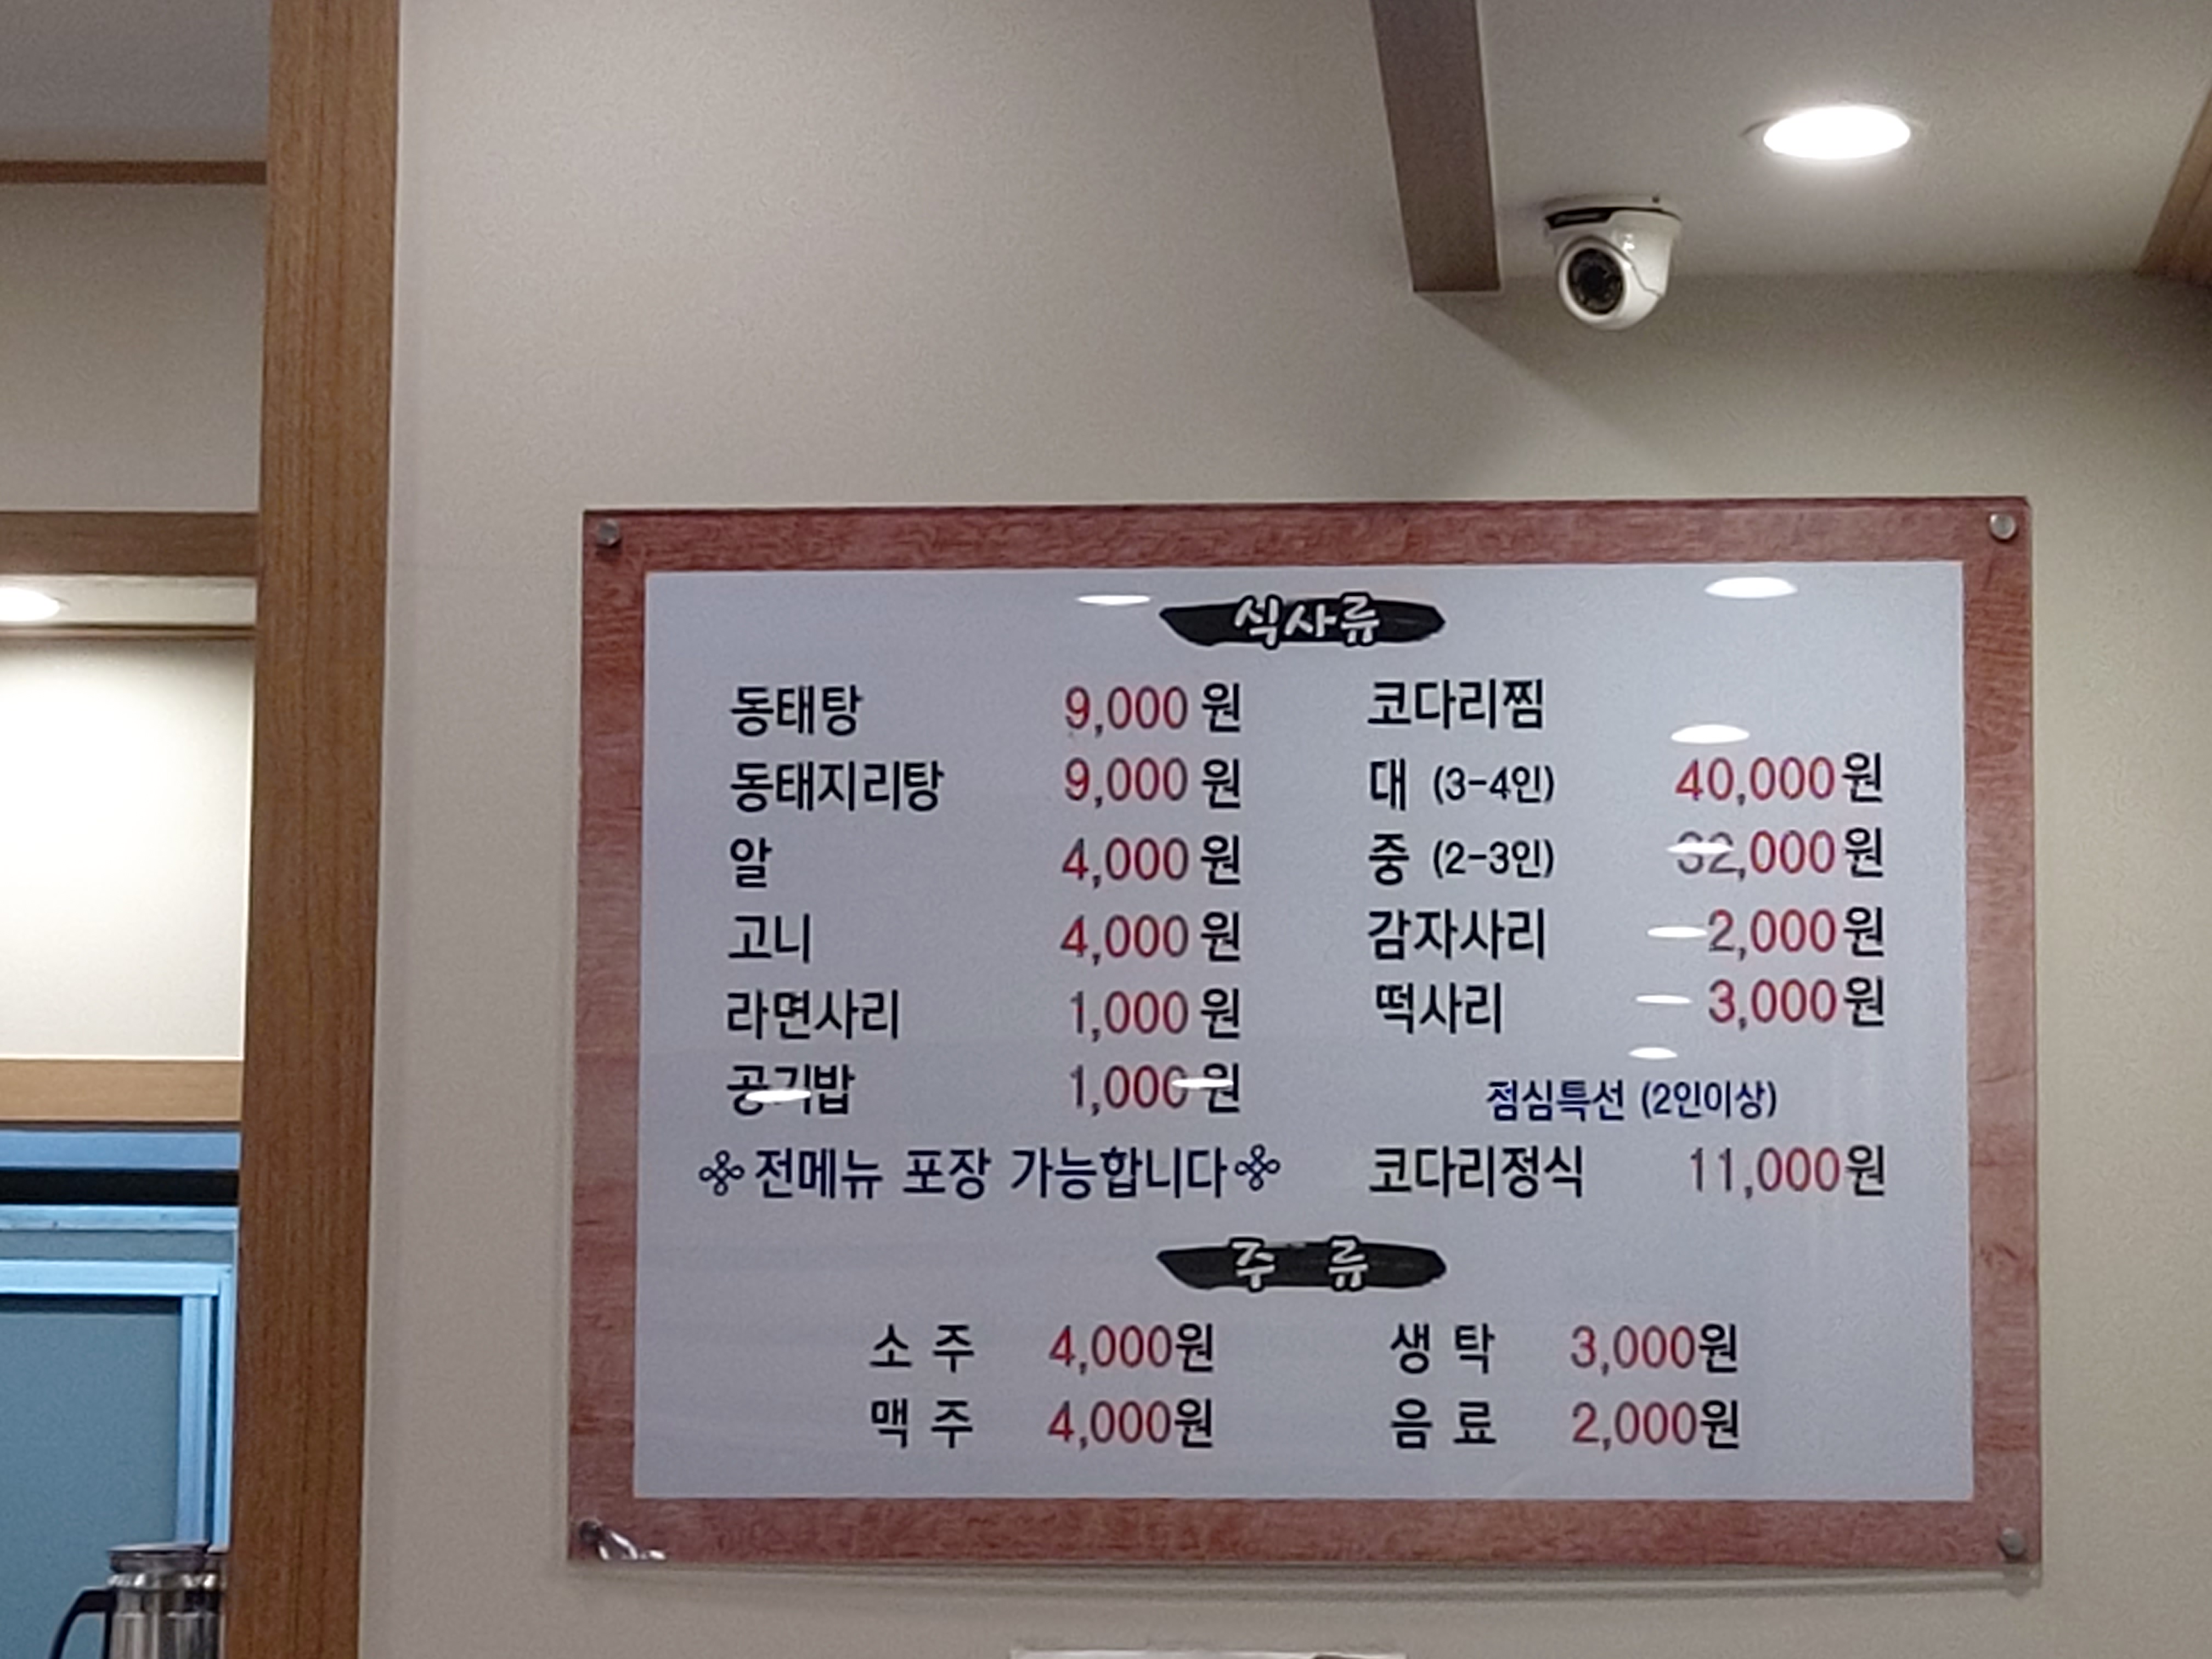 식사류
동태탕 9,000원
동태지리탕 9,000원
알 4,000원
고니 4,000원
라면사리 1,000원
공기밥 1,000원
※전메뉴 포장 가능합니다※
코다리찜
대 (3-4인) 40,000원
중 (2-3인) 32,000원
감자사리 2,000원
떡사리 3,000원
점심특선 (2인이상)
코다리정식 11,000원
주 류
소 주 4,000원
맥 주 4,000원
생 탁 3,000원
음 료 2,000원